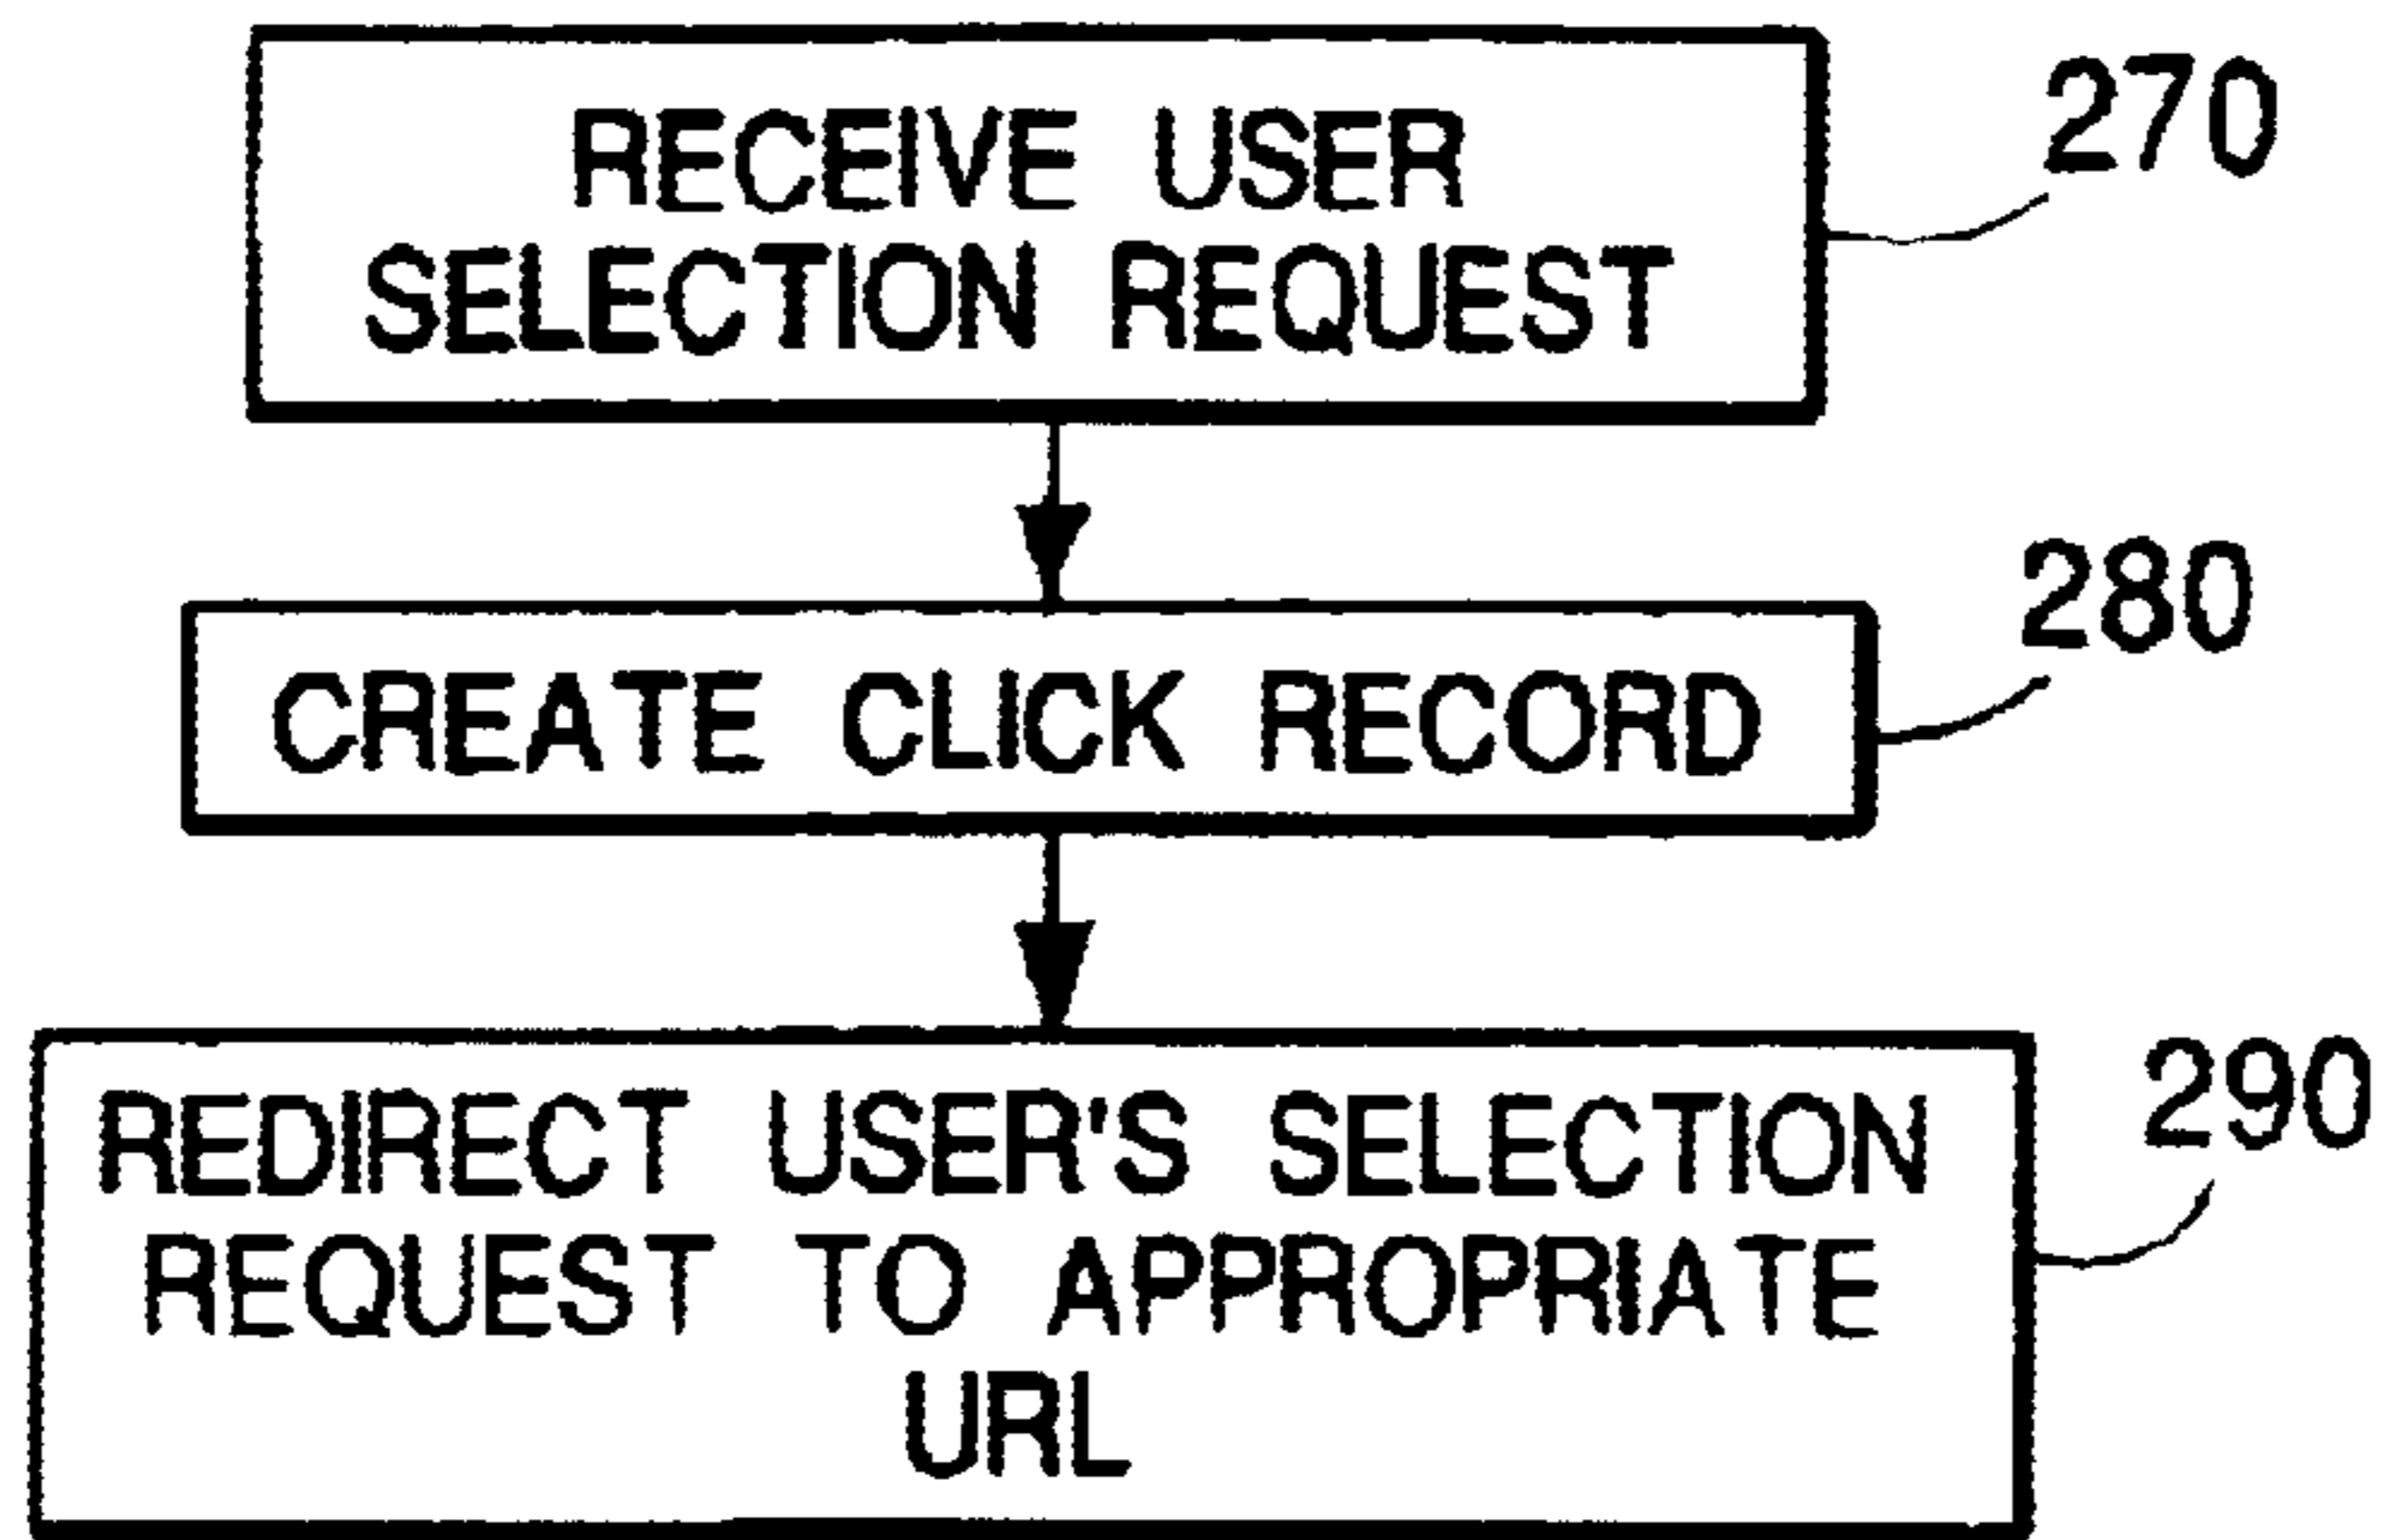 RECEIVE USER
SELECTION REQUEST
270
CREATE CLICK RECORD
280
REDIRECT USER'S SELECTION
REQUEST TO APPROPRIATE
URL
290